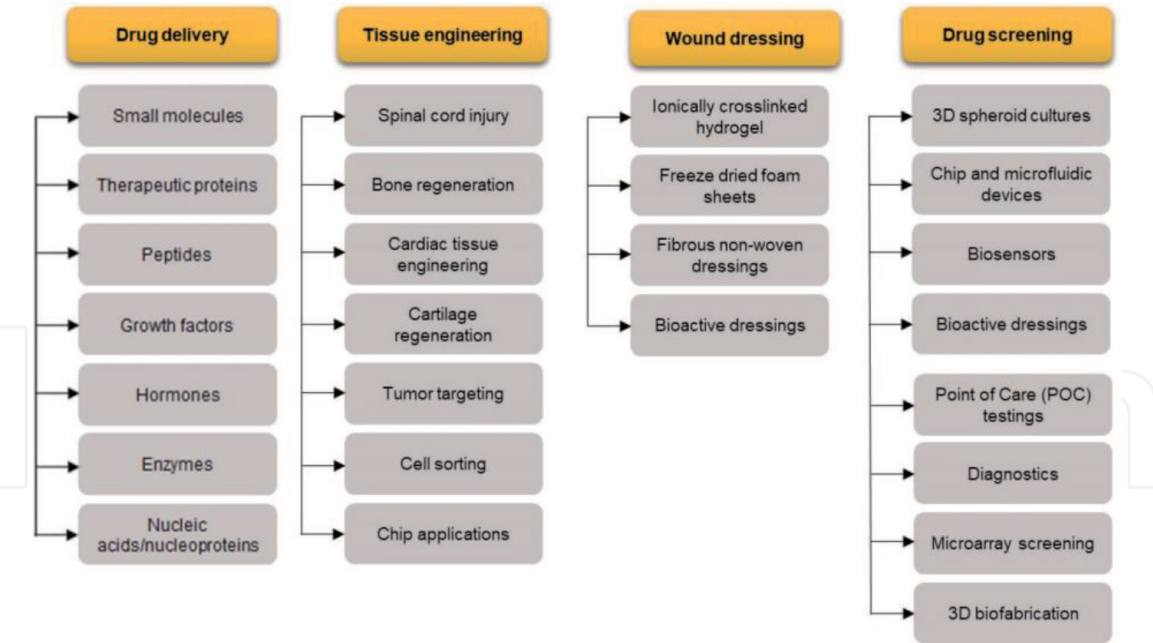 Drug delivery
Small molecules
Therapeutic proteins
Peptides
Growth factors
Hormones
Enzymes
Nucleic
acids/nucleoproteins
Tissue engineering
Spinal cord injury
Bone regeneration
Cardiac tissue
engineering
Cartilage
regeneration
Tumor targeting
Cell sorting
Chip applications
Wound dressing
Ionically crosslinked
hydrogel
Freeze dried foam
sheets
Fibrous non-woven
dressings
Bioactive dressings
Drug screening
3D spheroid cultures
Chip and microfluidic
devices
Biosensors
Bioactive dressings
Point of Care (POC)
testings
Diagnostics
Microarray screening
3D biofabrication